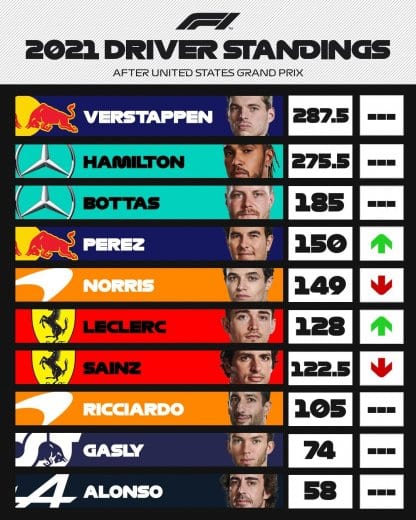 F1
2021 DRIVER STANDINGS
AFTER UNITED STATES GRAND PRIX
VERSTAPPEN 287.5 ---
HAMILTON 275.5 ---
BOTTAS 185 ---
PEREZ 150
NORRIS 149
LECLERC 128
SAINZ 122.5
RICCIARDO 105 ---
GASLY 74 ---
ALONSO 58 ---